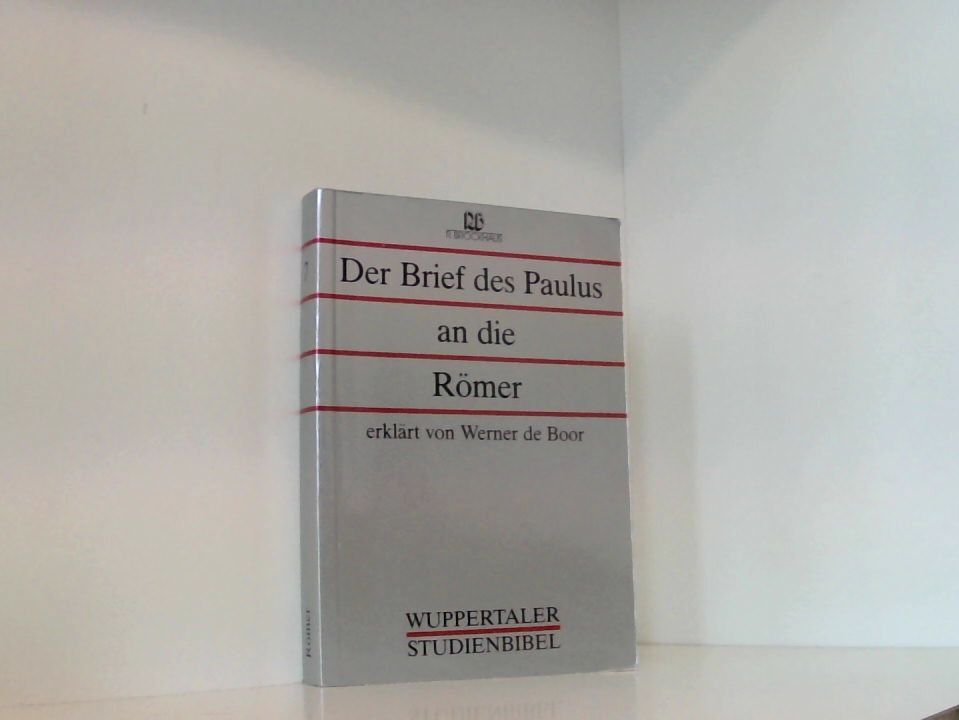 R. BROCKHAUS
Der Brief des Paulus
an die
Römer
erklärt von Werner de Boor
WUPPERTALER
STUDIENBIBEL
Römer